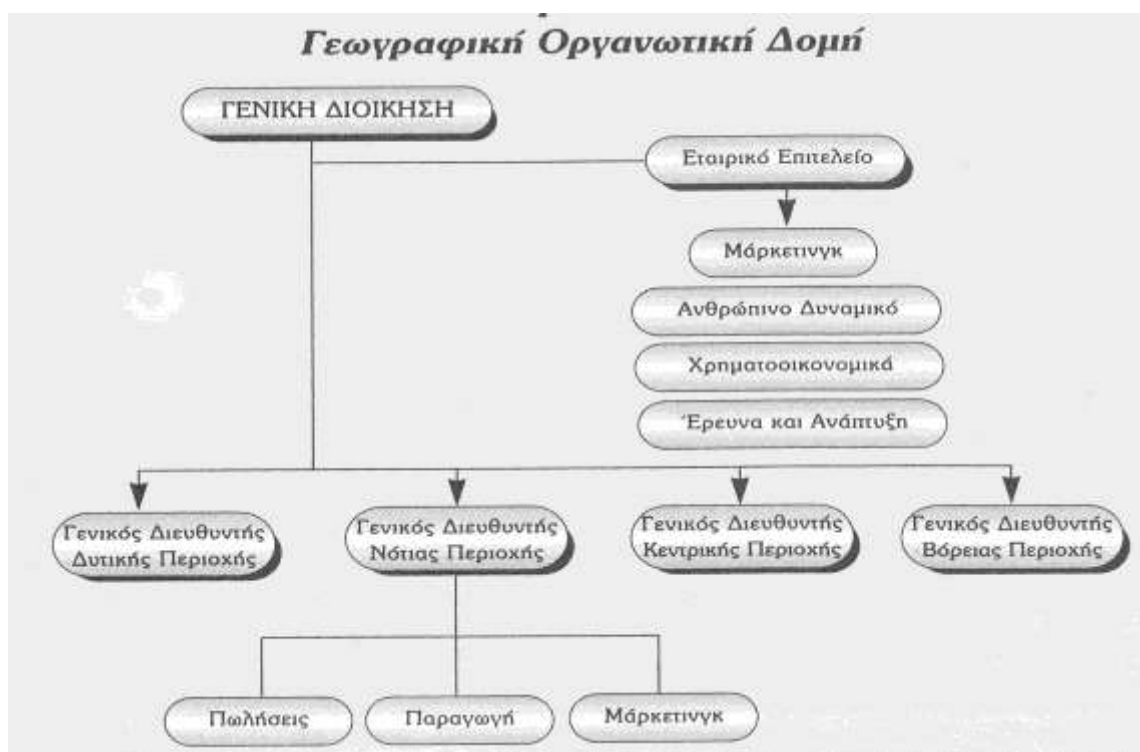 Γεωγραφική Οργανωτική Δομή
ΓΕΝΙΚΗ ΔΙΟΙΚΗΣΗ
Εταιρικό Επιτελείο
Μάρκετινγκ
Ανθρώπινο Δυναμικό
Χρηματοοικονομικά
Έρευνα και Ανάπτυξη
Γενικός Διευθυντής
Δυτικής Περιοχής
Γενικός Διευθυντής
Νότιας Περιοχής
Γενικός Διευθυντής
Κεντρικής Περιοχής
Γενικός Διευθυντής
Βόρειας Περιοχής
Πωλήσεις
Παραγωγή
Μάρκετινγκ